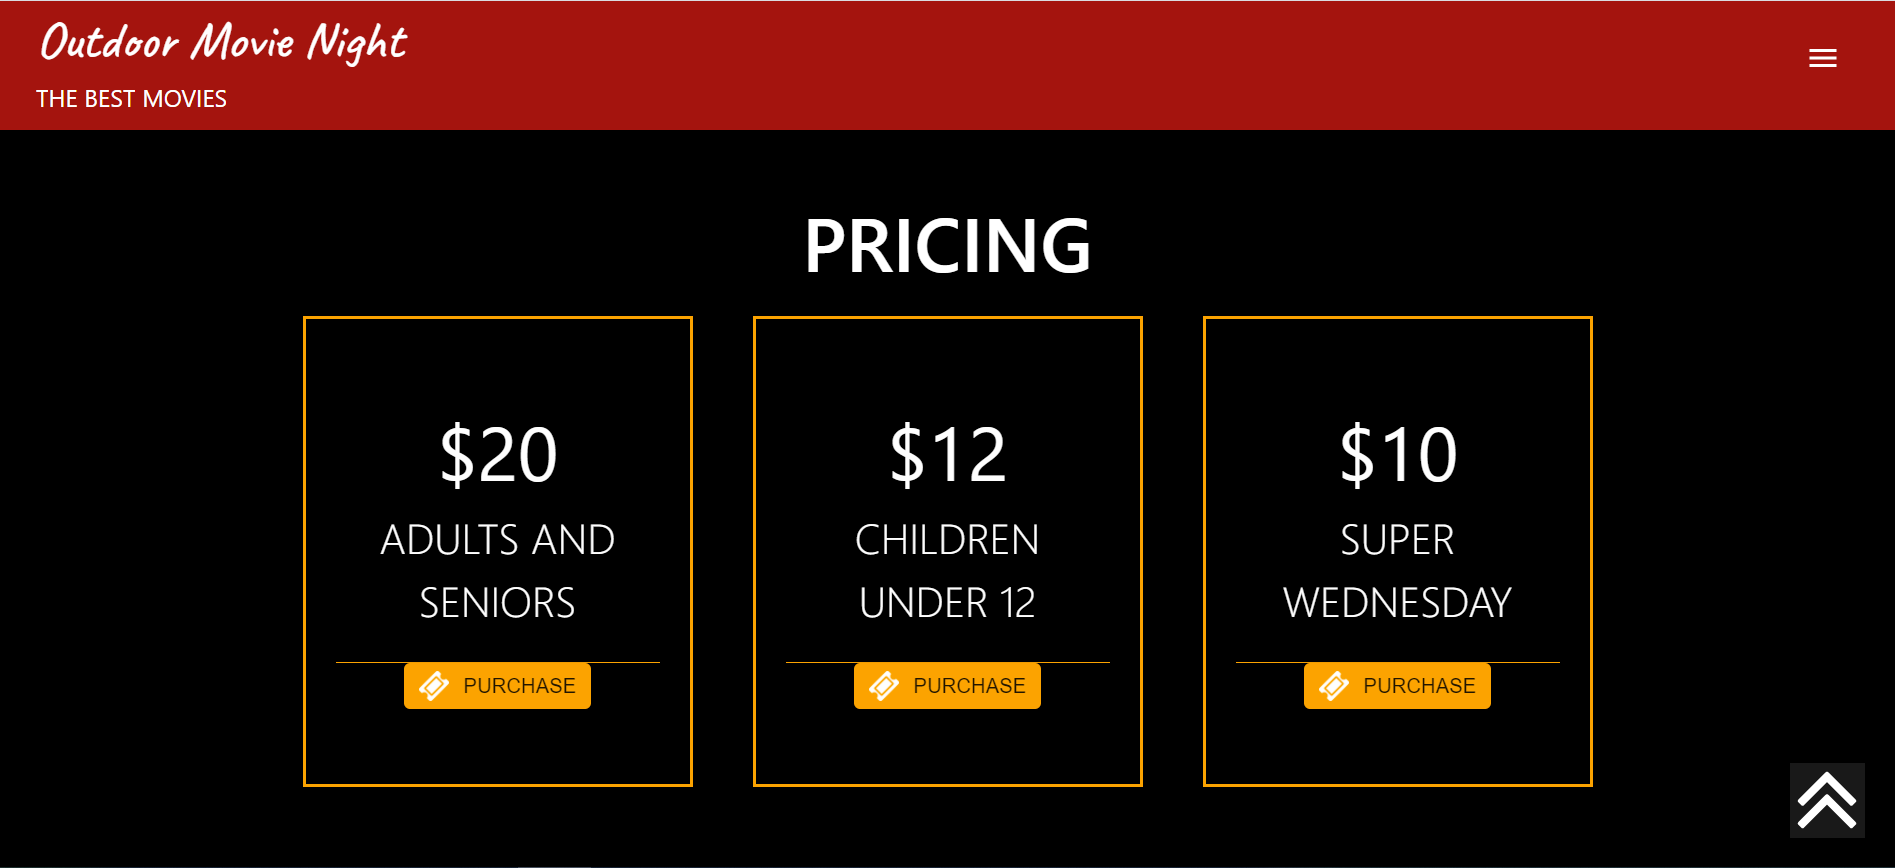 Outdoor Movie Night
THE BEST MOVIES
PRICING
$20
ADULTS AND
SENIORS
PURCHASE
$12
CHILDREN
UNDER 12
PURCHASE
$10
SUPER
WEDNESDAY
PURCHASE